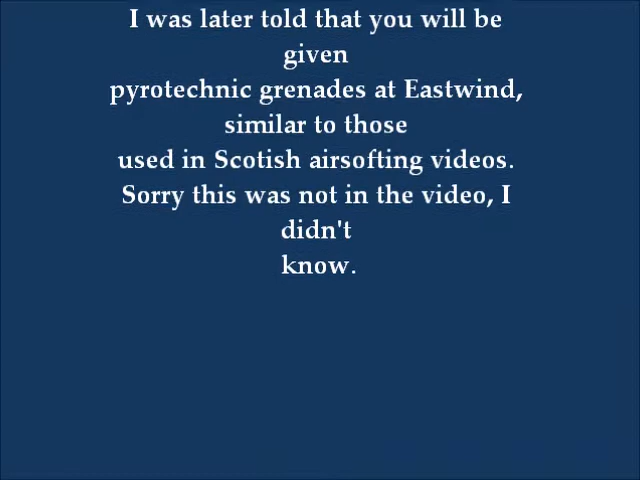 I was later told that you will be
given
pyrotechnic grenades at Eastwind,
similar to those
used in Scotish airsofting videos.
Sorry this was not in the video, I
didn't
know.